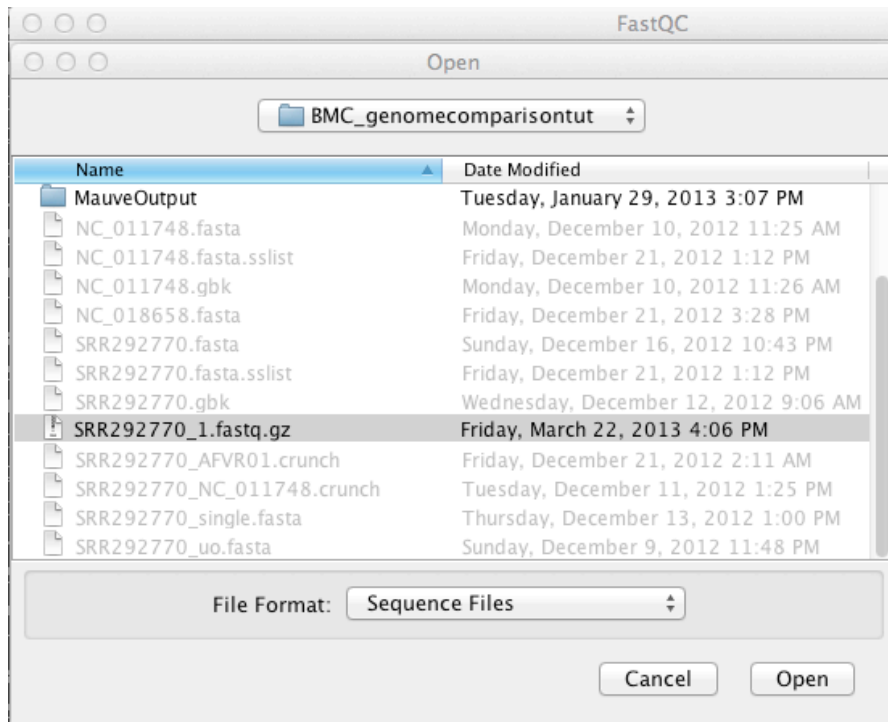 FastQC
Open
BMC_genomecomparisontut
Name Date Modified
MauveOutput Tuesday, January 29, 2013 3:07 PM
NC_011748.fasta Monday, December 10, 2012 11:25 AM
NC_011748.fasta.sslist Friday, December 21, 2012 1:12 PM
NC_011748.gbk Monday, December 10, 2012 11:26 AM
NC_018658.fasta Friday, December 21, 2012 3:28 PM
SRR292770.fasta Sunday, December 16, 2012 10:43 PM
SRR292770.fasta.sslist Friday, December 21, 2012 1:12 PM
SRR292770.gbk Wednesday, December 12, 2012 9:06 AM
SRR292770_1.fastq.gz Friday, March 22, 2013 4:06 PM
SRR292770_AFVR01.crunch Friday, December 21, 2012 2:11 AM
SRR292770_NC_011748.crunch Tuesday, December 11, 2012 1:25 PM
SRR292770_single.fasta Thursday, December 13, 2012 1:00 PM
SRR292770_uo.fasta Sunday, December 9, 2012 11:48 PM
File Format: Sequence Files
Cancel Open